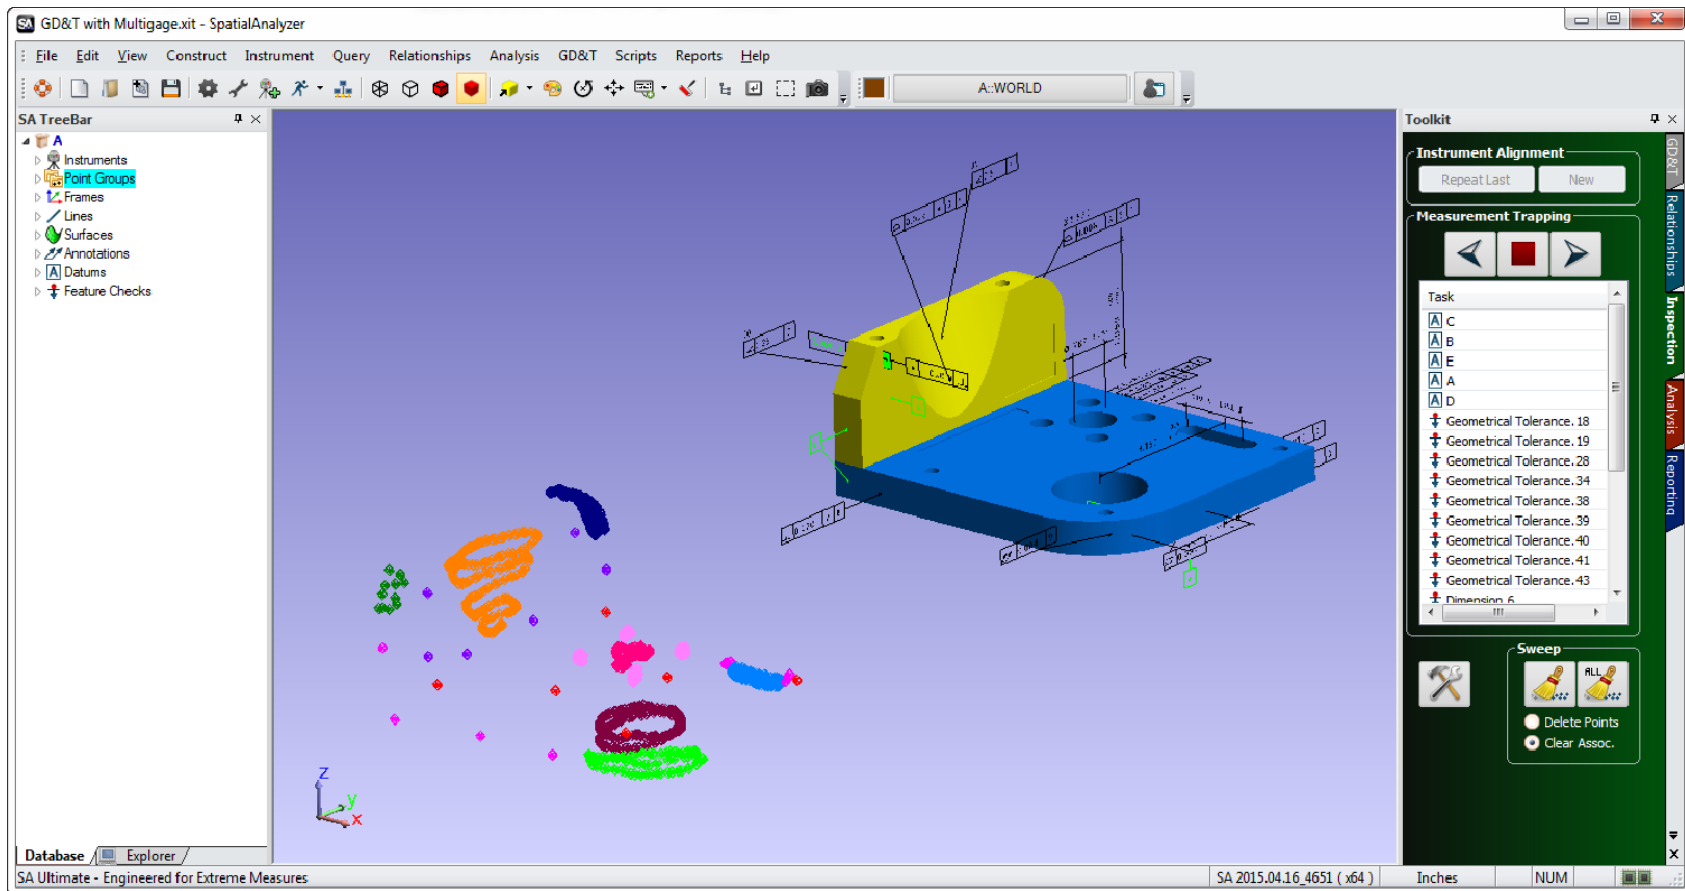 GD&T with Multigage.xit - SpatialAnalyzer
File Edit View Construct Instrument Query Relationships Analysis GD&T Scripts Reports Help
A::WORLD
SA TreeBar
A
Instruments
Point Groups
Frames
Lines
Surfaces
Annotations
Datums
Feature Checks
Database Explorer
Z
y
x
Toolkit
Instrument Alignment
Repeat Last New
Measurement Trapping
Task
A C
A B
A E
A A
A D
Geometrical Tolerance.18
Geometrical Tolerance.19
Geometrical Tolerance.28
Geometrical Tolerance.34
Geometrical Tolerance.38
Geometrical Tolerance.39
Geometrical Tolerance.40
Geometrical Tolerance.41
Geometrical Tolerance.43
Dimension 6
Sweep
ALL
Delete Points
Clear Assoc.
GD&T
Relationships
Inspection
Analysis
Reporting
SA Ultimate - Engineered for Extreme Measures
SA 2015.04.16_4651 ( x64 ) Inches NUM